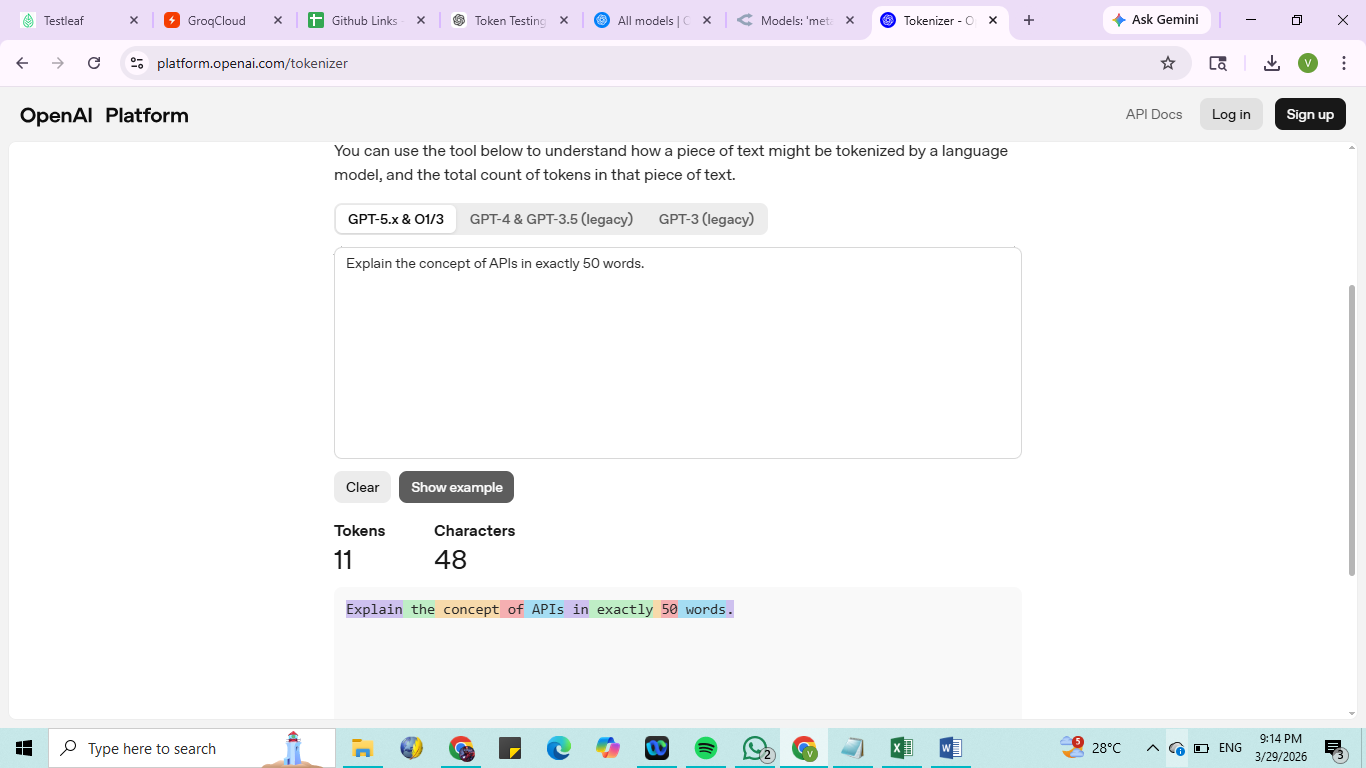 Testleaf
GroqCloud
Github Links -
Token Testing
All models | C
Models: 'meta
Tokenizer - O
Ask Gemini
platform.openai.com/tokenizer
V
OpenAI Platform
API Docs
Log in
Sign up
You can use the tool below to understand how a piece of text might be tokenized by a language
model, and the total count of tokens in that piece of text.
GPT-5.x & O1/3
GPT-4 & GPT-3.5 (legacy)
GPT-3 (legacy)
Explain the concept of APIs in exactly 50 words.
Clear
Show example
Tokens
Characters
11
48
Explain the concept of APIs in exactly 50 words.
Type here to search
2
V
5
28°C
ENG
9:14 PM
3/29/2026
3